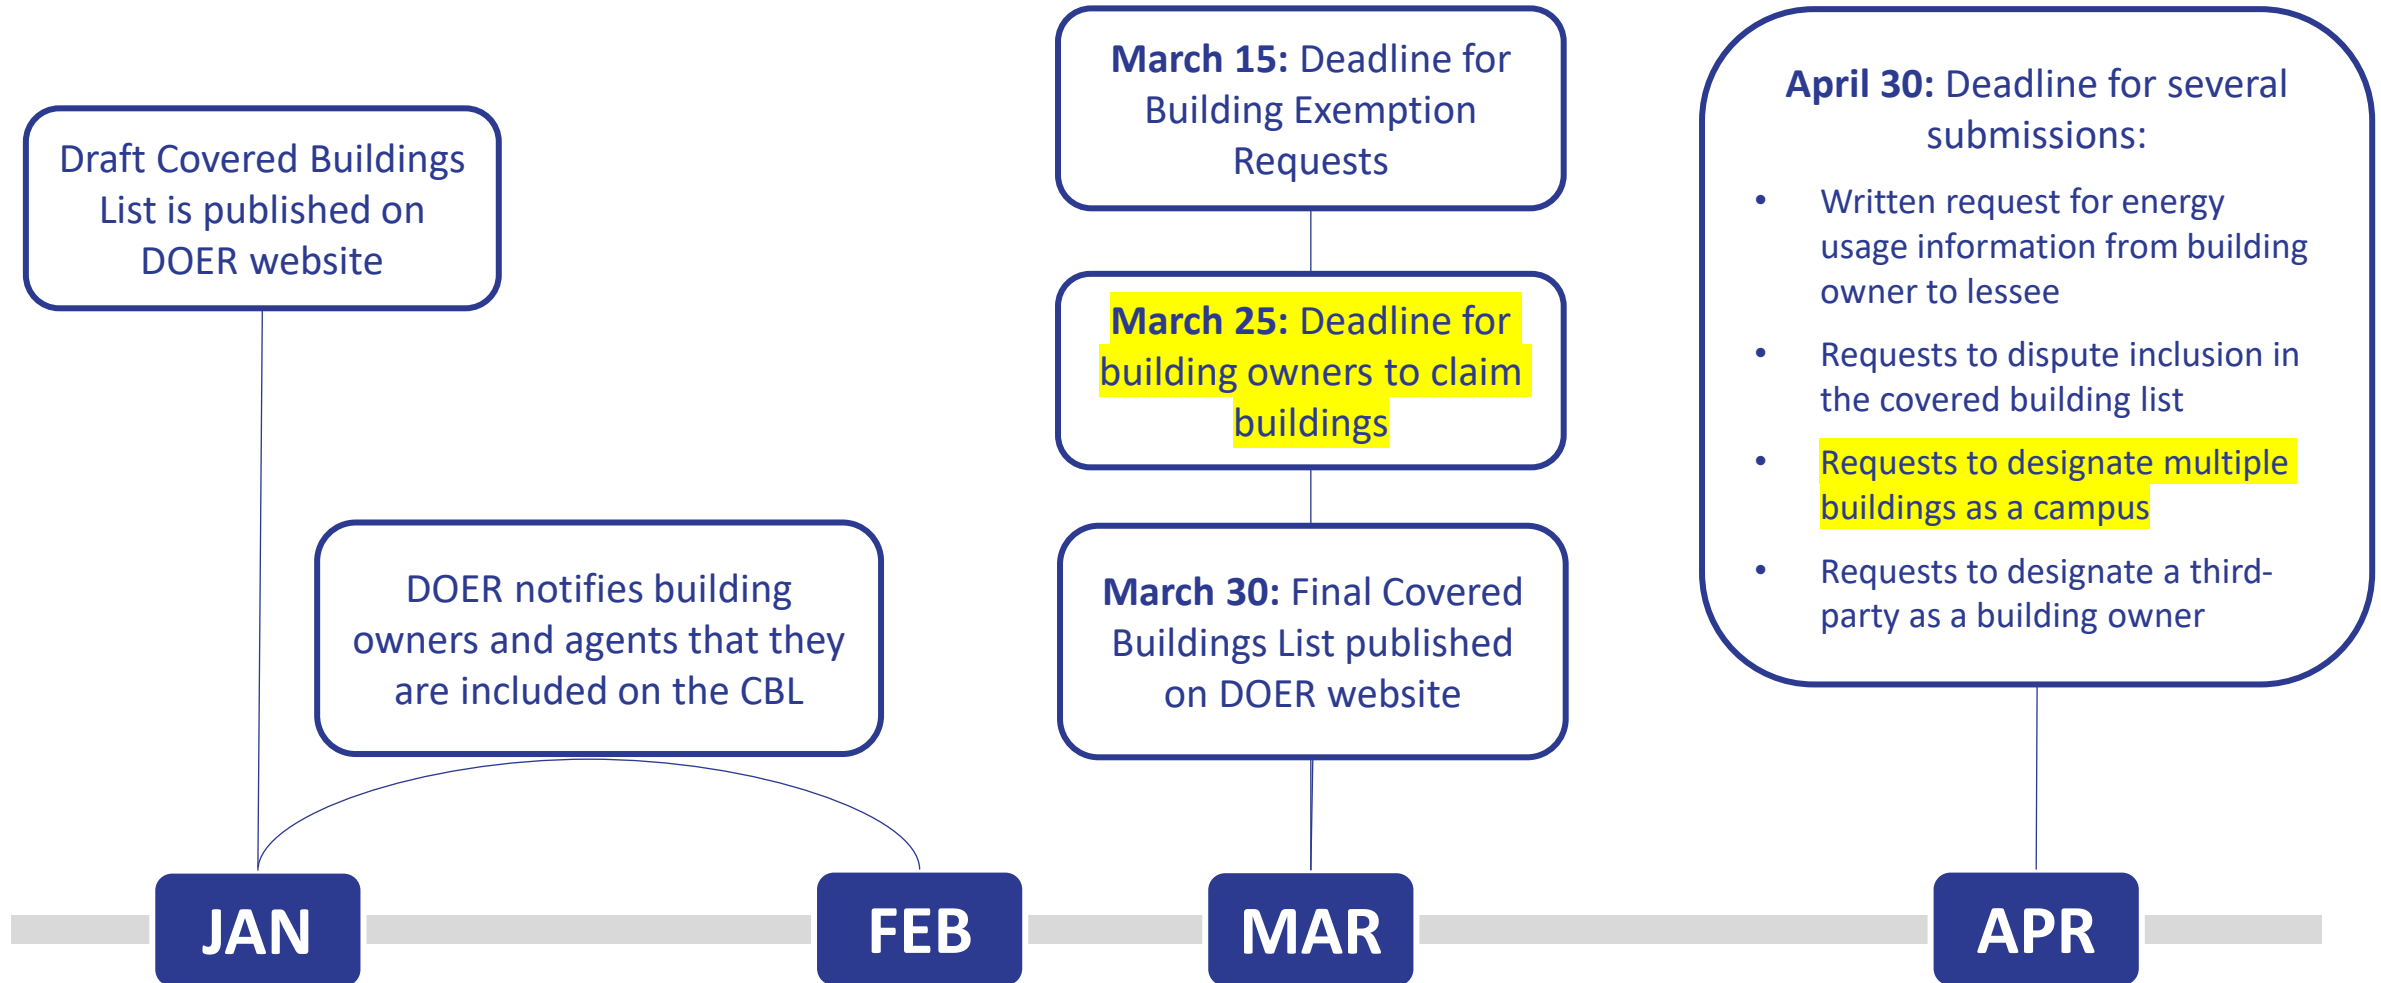 Draft Covered Buildings
List is published on
DOER website
DOER notifies building
owners and agents that they
are included on the CBL
March 15: Deadline for
Building Exemption
Requests
March 25: Deadline for
building owners to claim
buildings
March 30: Final Covered
Buildings List published
on DOER website
April 30: Deadline for several
submissions:
• Written request for energy
usage information from building
owner to lessee
• Requests to dispute inclusion in
the covered building list
• Requests to designate multiple
buildings as a campus
• Requests to designate a third-
party as a building owner
JAN
FEB
MAR
APR